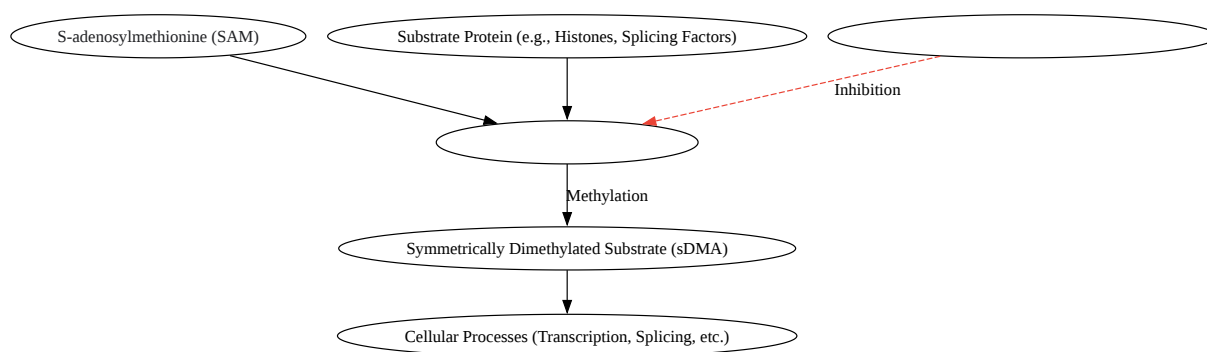 S-adenosylmethionine (SAM)
Substrate Protein (e.g., Histones, Splicing Factors)
Inhibition
Methylation
Symmetrically Dimethylated Substrate (sDMA)
Cellular Processes (Transcription, Splicing, etc.)